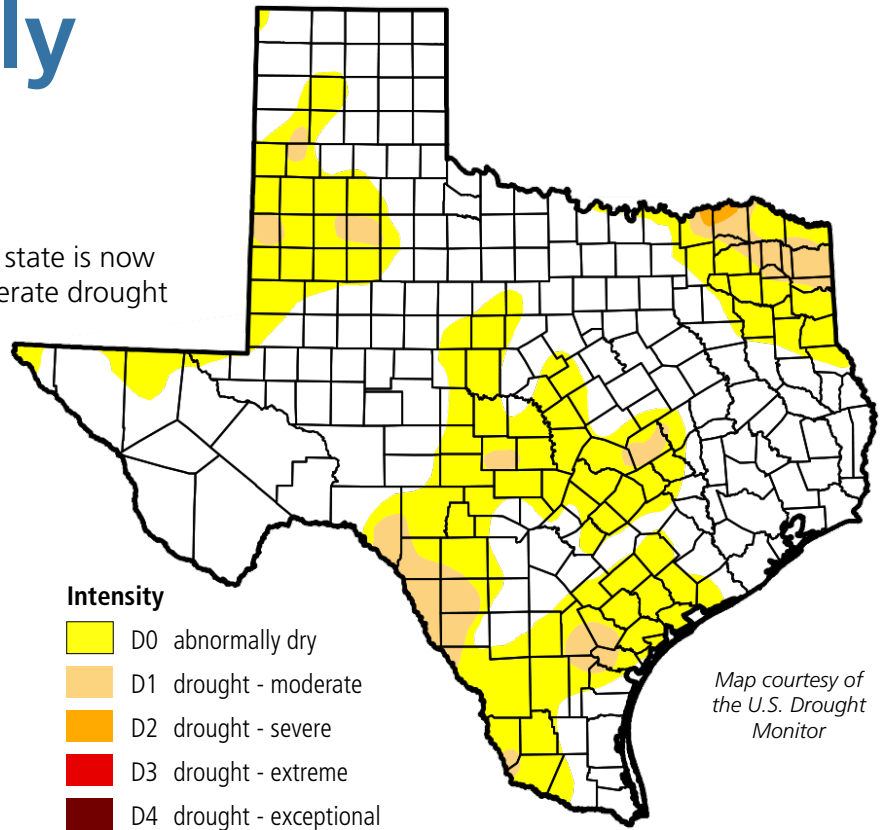 ly
state is now
erate drought
Intensity
D0 abnormally dry
D1 drought - moderate
D2 drought - severe
D3 drought - extreme
D4 drought - exceptional
Map courtesy of
the U.S. Drought
Monitor